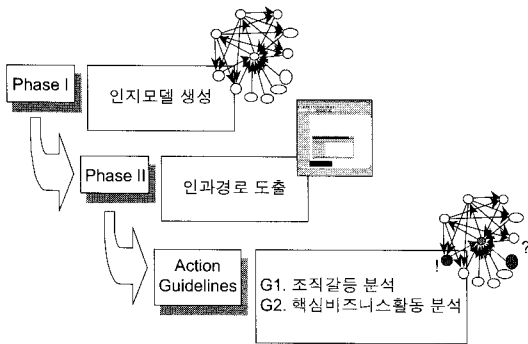 Phase I
인지모델 생성
Phase II
인과경로 도출
Action
Guidelines
G1. 조직갈등 분석
G2. 핵심비즈니스활동 분석
!
?